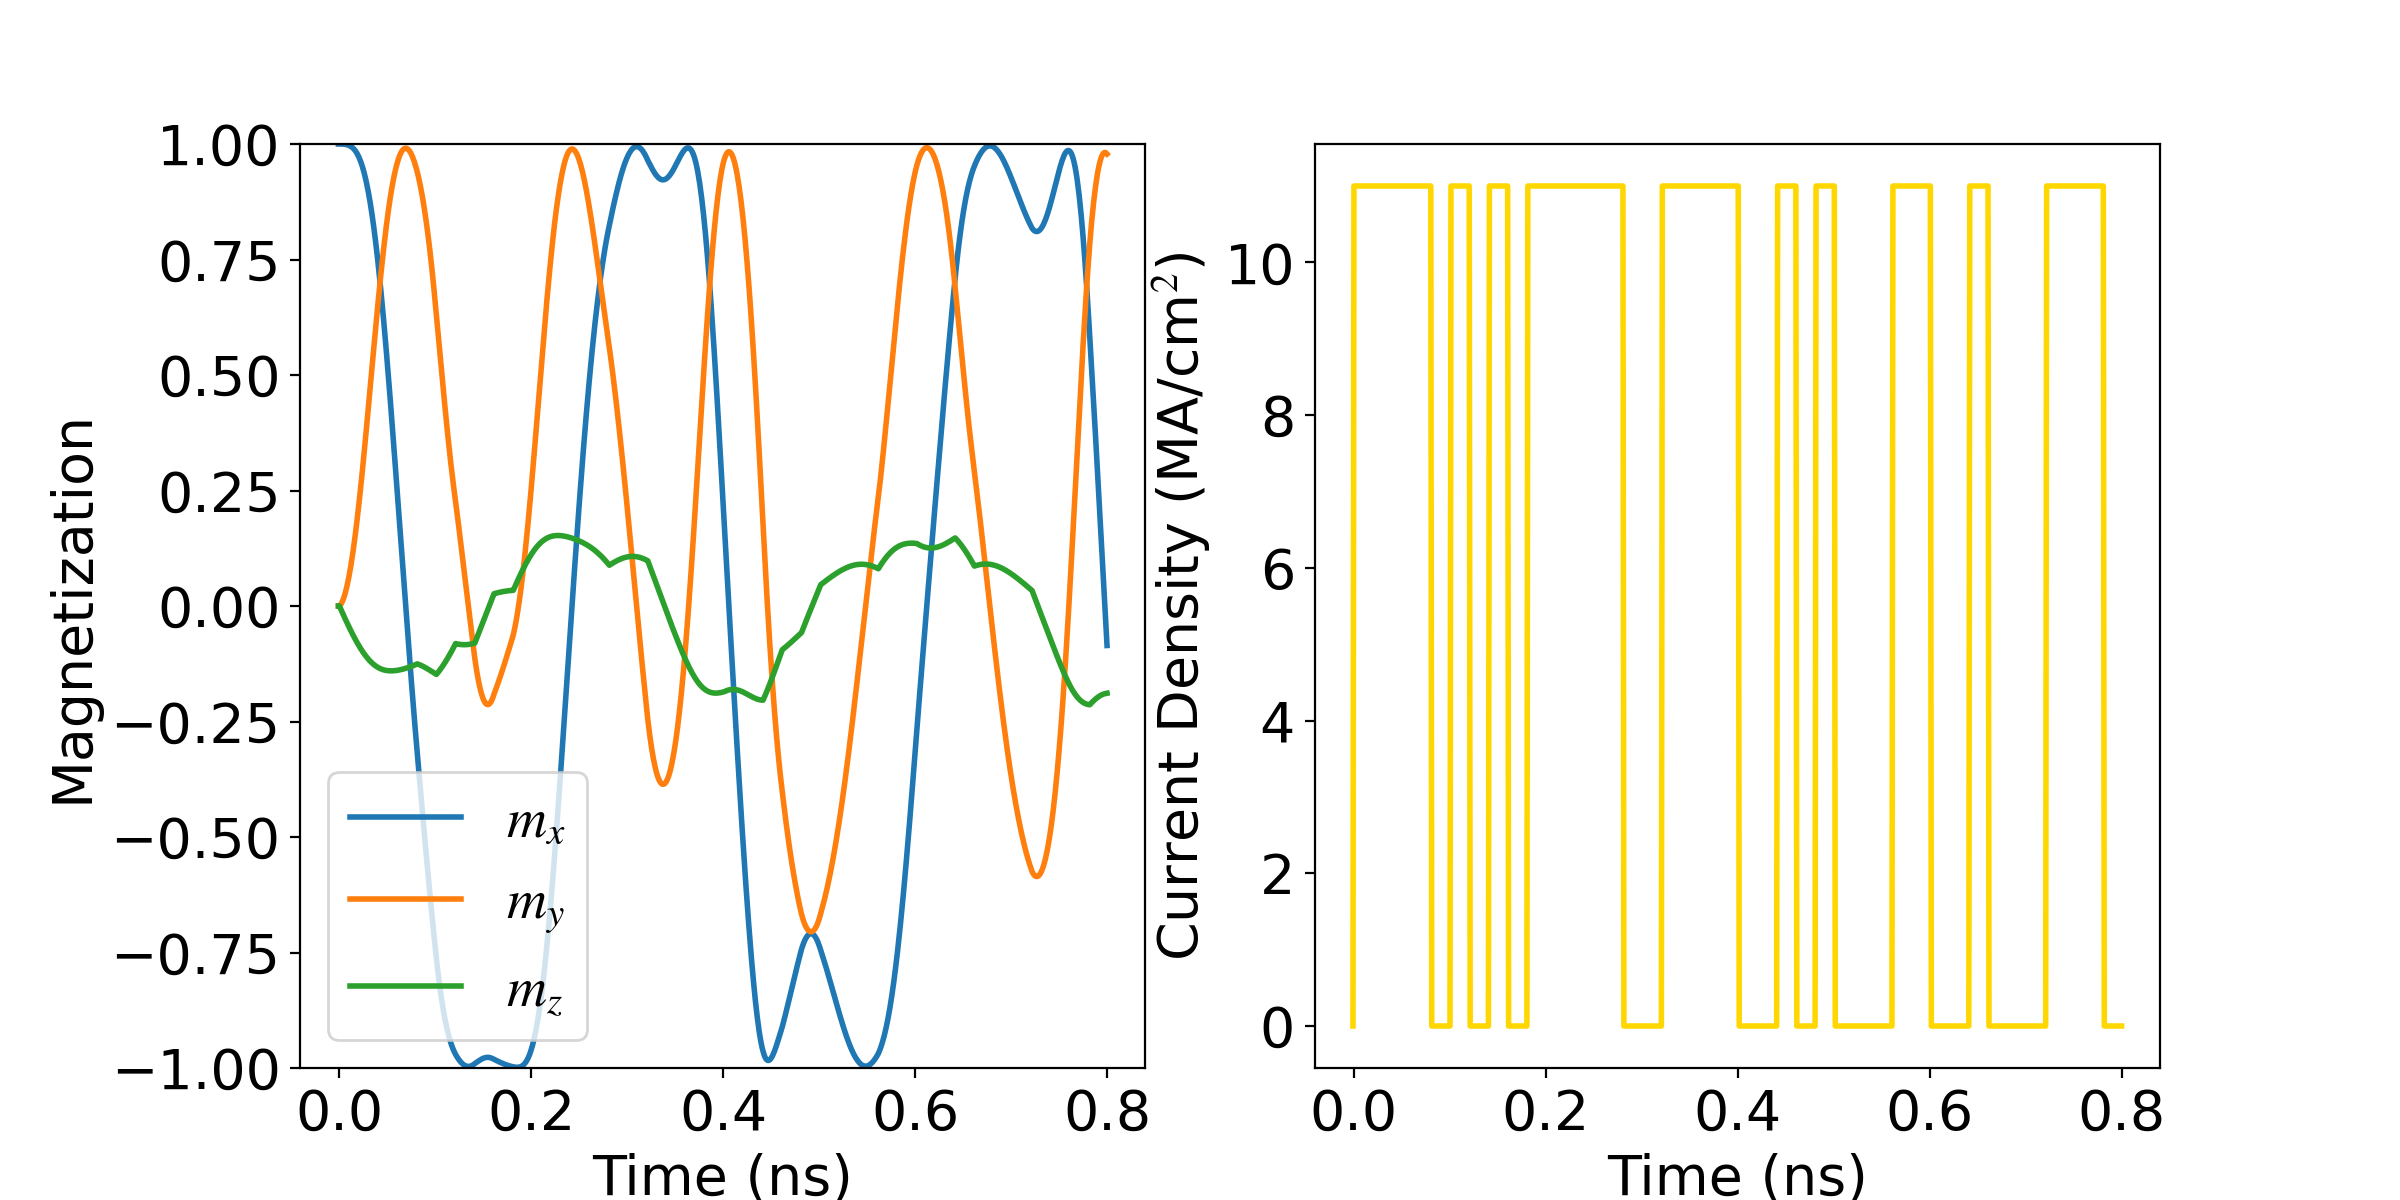 Magnetization
1.00
0.75
0.50
0.25
0.00
−0.25
−0.50
−0.75
−1.00
m_x
m_y
m_z
0.0 0.2 0.4 0.6 0.8
Time (ns)
Current Density (MA/cm²)
10
8
6
4
2
0
0.0 0.2 0.4 0.6 0.8
Time (ns)